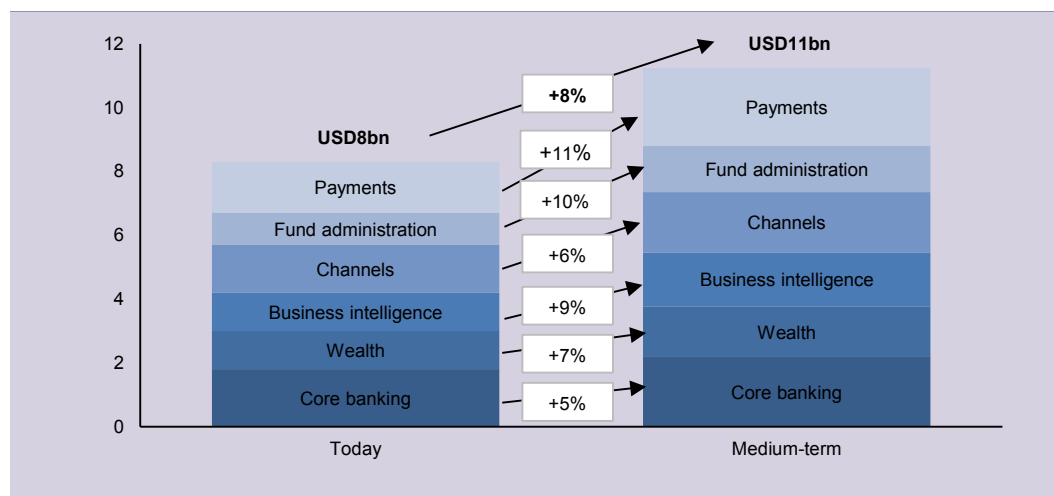 12
10
8
6
4
2
0
USD8bn
USD11bn
+8%
+11%
+10%
+6%
+9%
+7%
+5%
Payments
Fund administration
Channels
Business intelligence
Wealth
Core banking
Payments
Fund administration
Channels
Business intelligence
Wealth
Core banking
Today
Medium-term